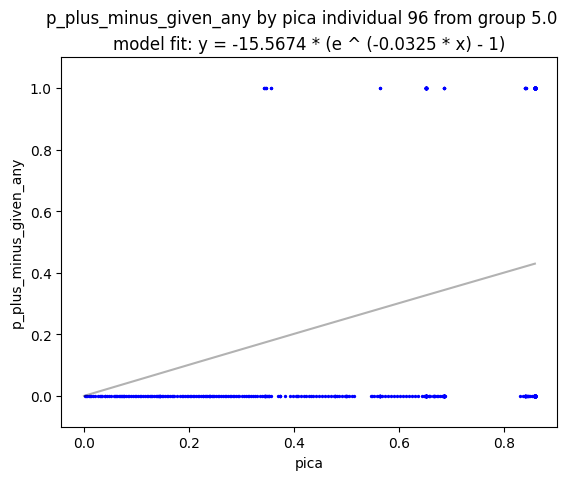 p_plus_minus_given_any by pica individual 96 from group 5.0
model fit: y = -15.5674 * (e ^ (-0.0325 * x) - 1)
1.0
0.8
0.6
0.4
0.2
0.0
p_plus_minus_given_any
0.0 0.2 0.4 0.6 0.8
pica